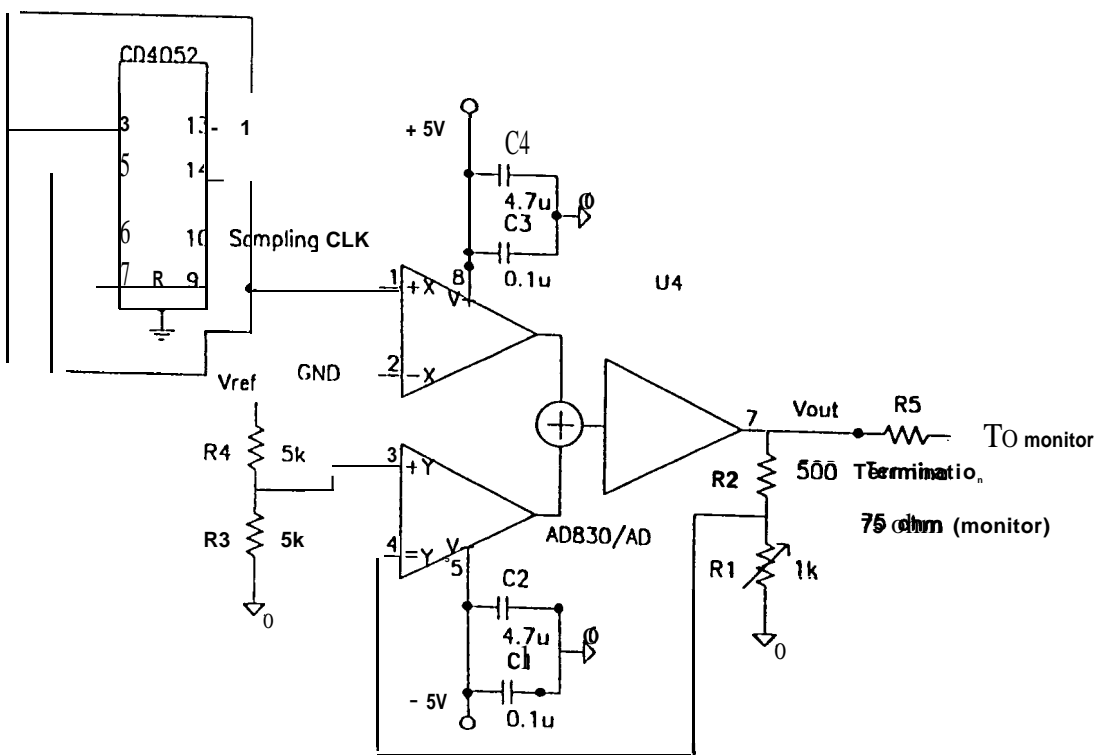 CD4052
3 13 - 1
5 14
6 10 Sampling CLK
7 R 9
+ 5V
C4
4.7u
C3
0.1u
0
U4
1 +X 8
V+
2 -X
GND
Vref
R4 5k
R3 5k
0
3 +Y
4 =Y V-
5
AD830/AD
7 Vout R5
To monitor
R2 500 Termination
75 ohm (monitor)
R1 1k
0
C2
4.7u
C1
0.1u
0
- 5V